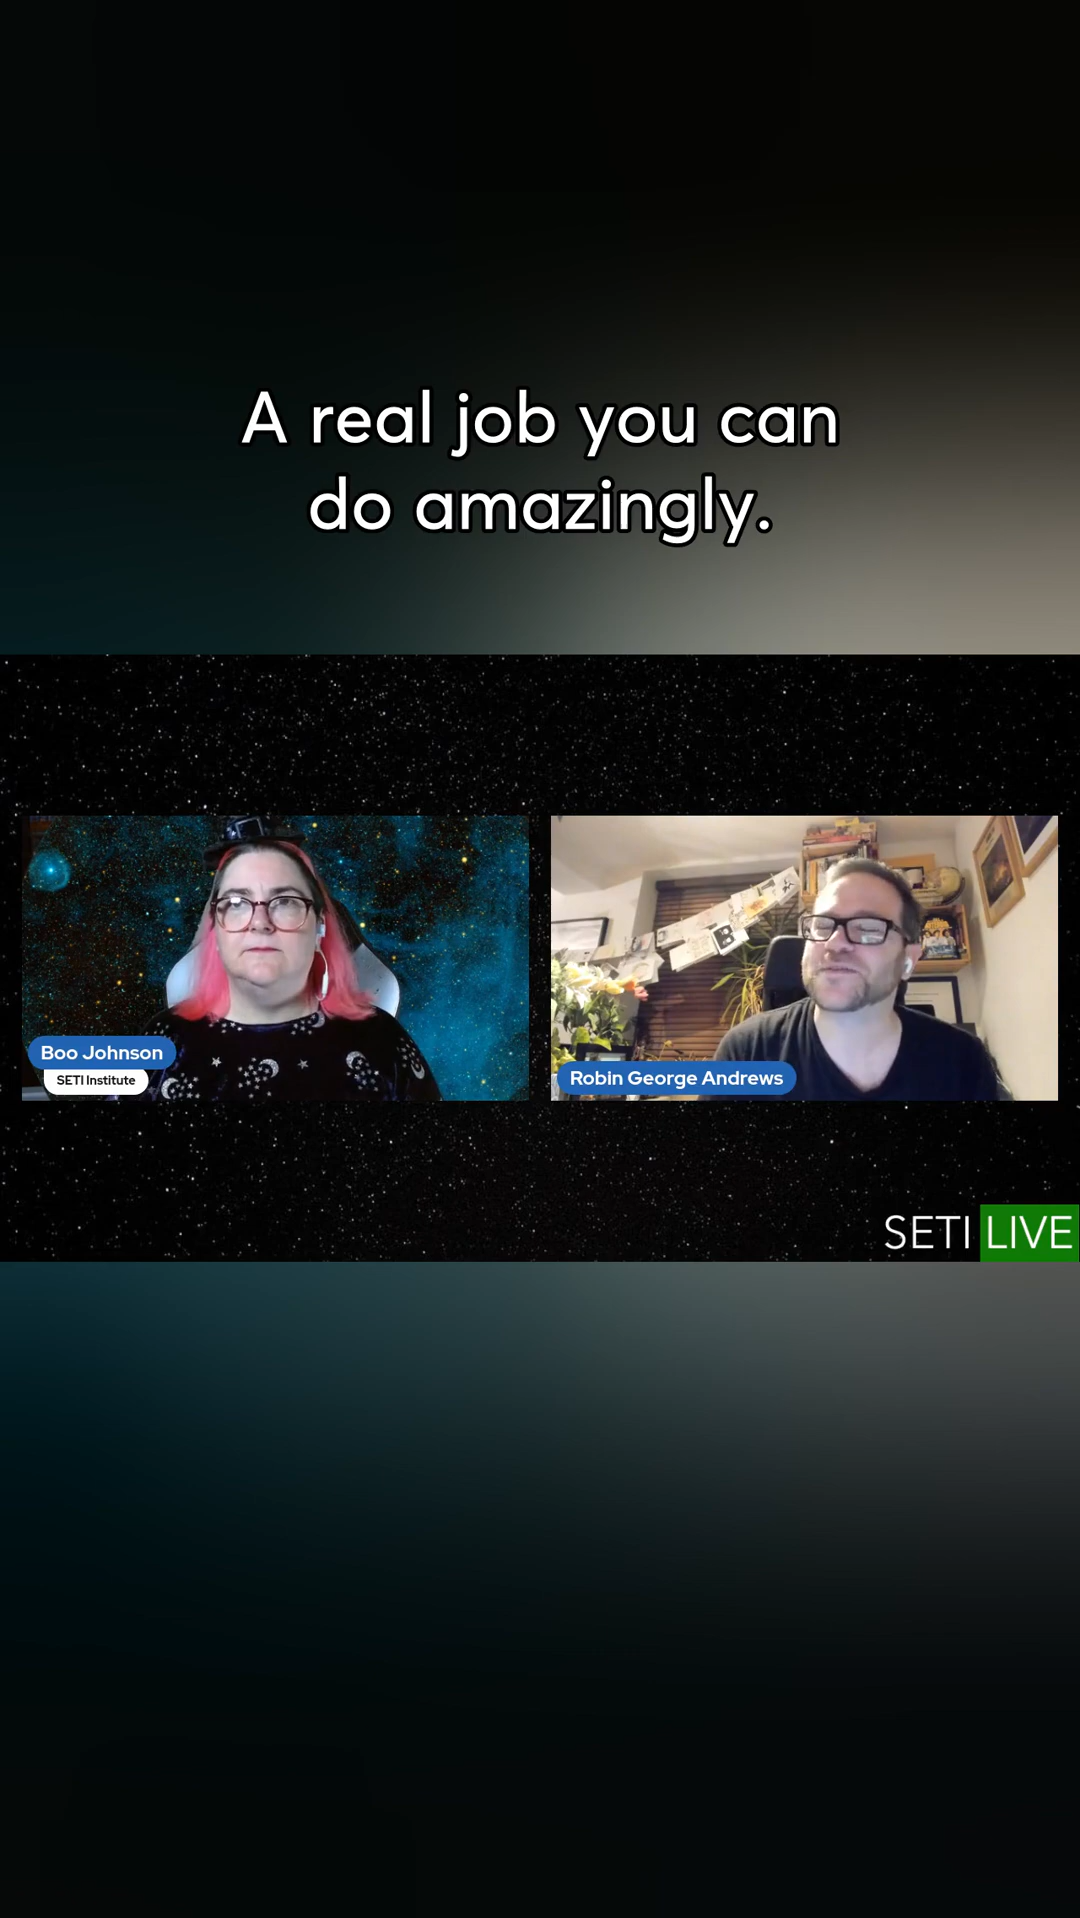 A real job you can
do amazingly.
Boo Johnson
SETI Institute
Robin George Andrews
SETI LIVE